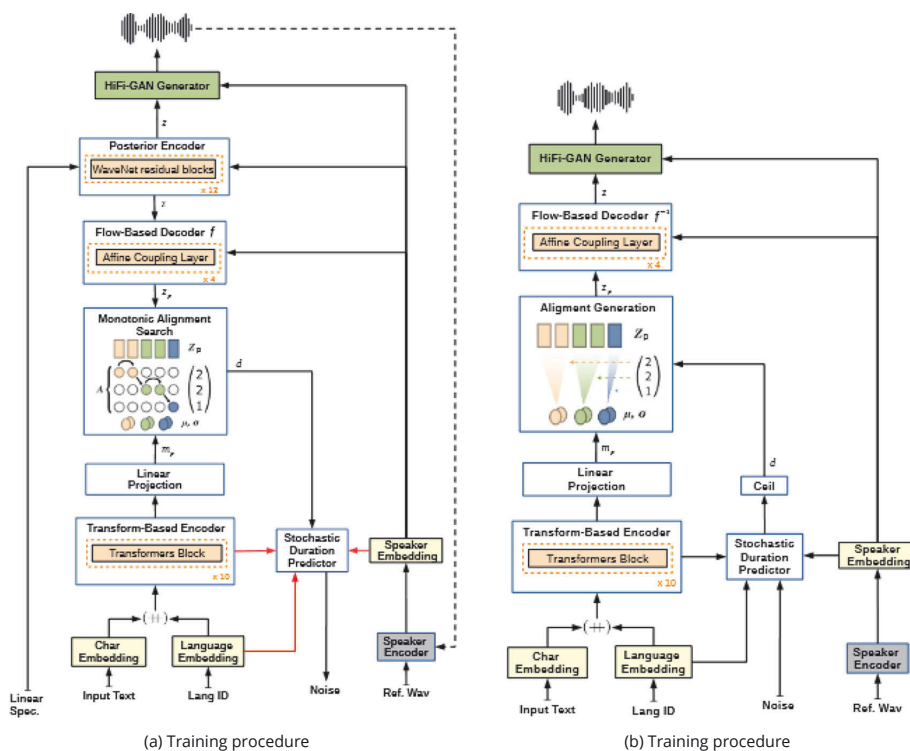 HiFi-GAN Generator
z
Posterior Encoder
WaveNet residual blocks
x 12
z
Flow-Based Decoder f
Affine Coupling Layer
x 4
z_p
Monotonic Alignment
Search
Z_p
A
2
2
1
μ, σ
d
m_p
Linear
Projection
Transform-Based Encoder
Transformers Block
x 10
Stochastic
Duration
Predictor
Speaker
Embedding
(++)
Char
Embedding
Language
Embedding
Speaker
Encoder
Linear
Spec.
Input Text
Lang ID
Noise
Ref. Wav
(a) Training procedure
HiFi-GAN Generator
z
Flow-Based Decoder f⁻¹
Affine Coupling Layer
x 4
z_p
Aligment Generation
Z_p
2
2
1
μ, σ
m_p
d
Linear
Projection
Ceil
Transform-Based Encoder
Transformers Block
x 10
Stochastic
Duration
Predictor
Speaker
Embedding
(++)
Char
Embedding
Language
Embedding
Speaker
Encoder
Input Text
Lang ID
Noise
Ref. Wav
(b) Training procedure